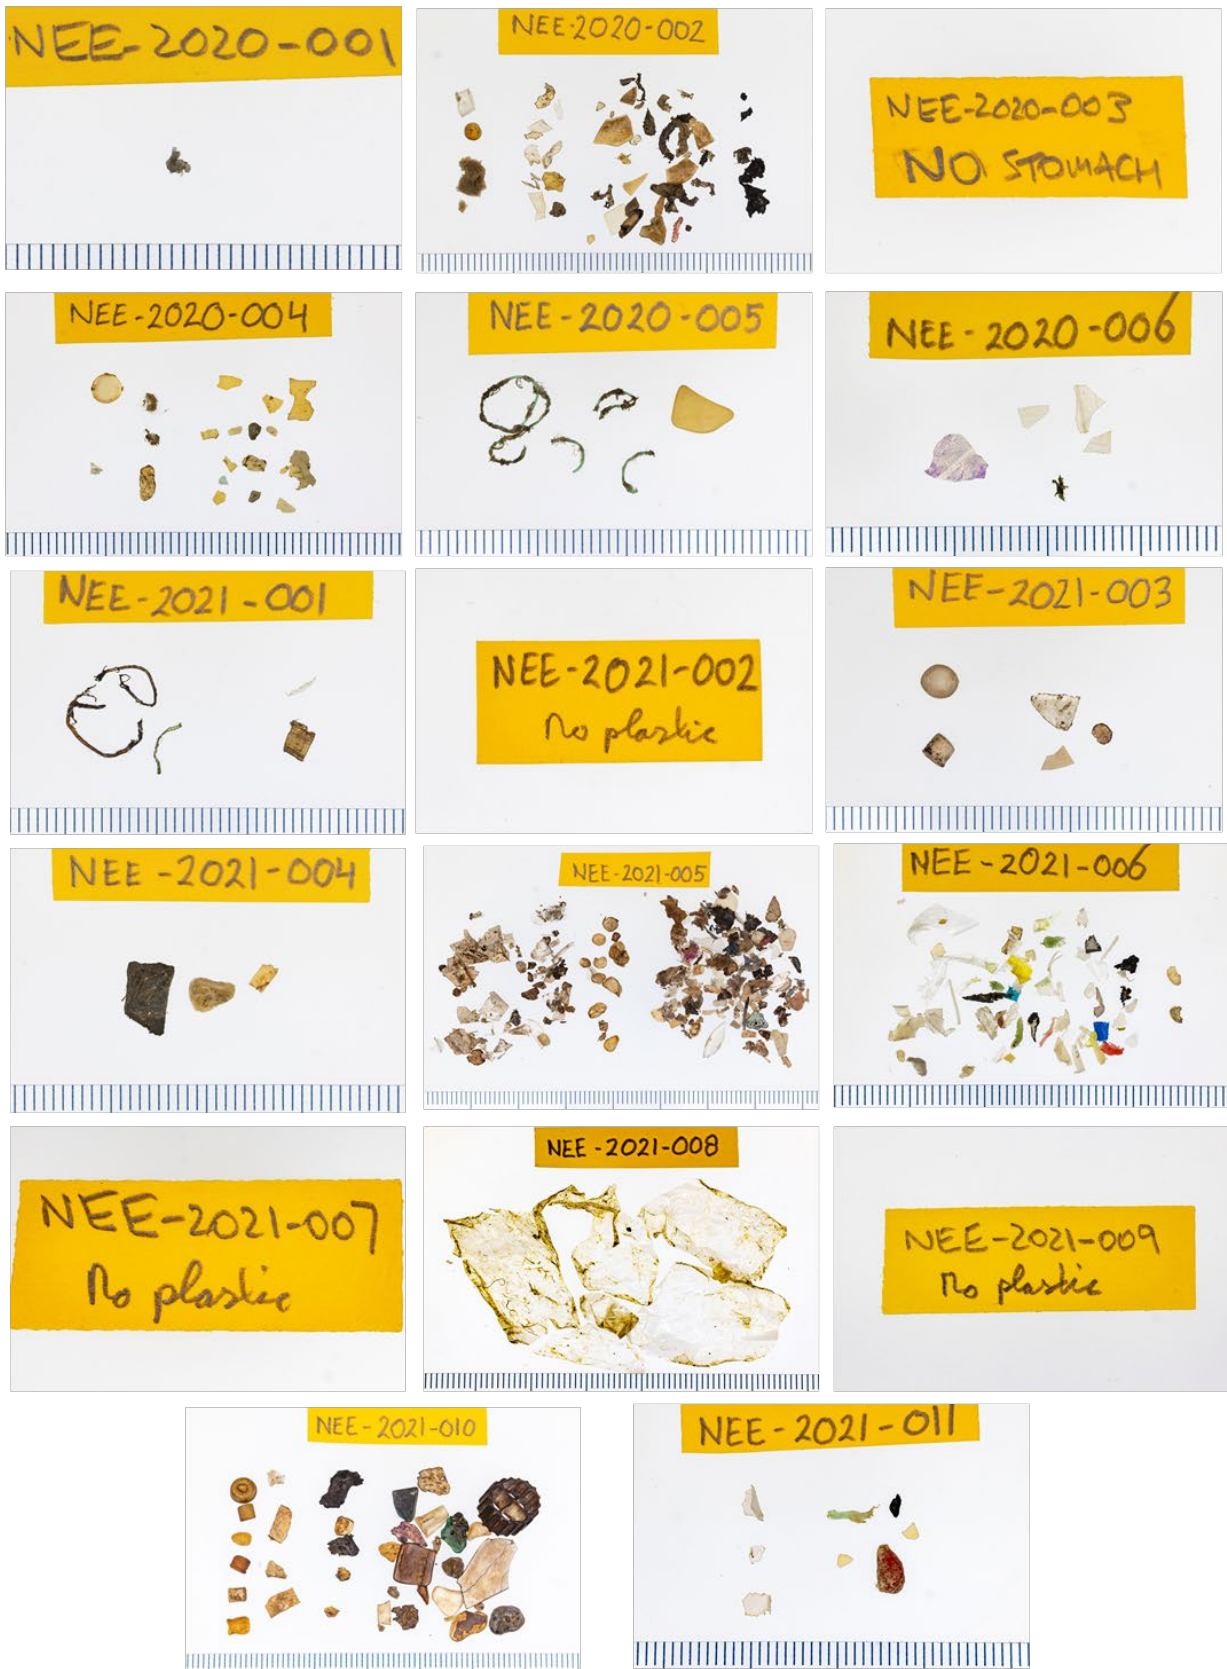 NEE-2020-001
NEE-2020-002
NEE-2020-003
NO STOMACH
NEE-2020-004
NEE-2020-005
NEE-2020-006
NEE-2021-001
NEE-2021-002
No plastic
NEE-2021-003
NEE-2021-004
NEE-2021-005
NEE-2021-006
NEE-2021-007
No plastic
NEE-2021-008
NEE-2021-009
No plastic
NEE-2021-010
NEE-2021-011